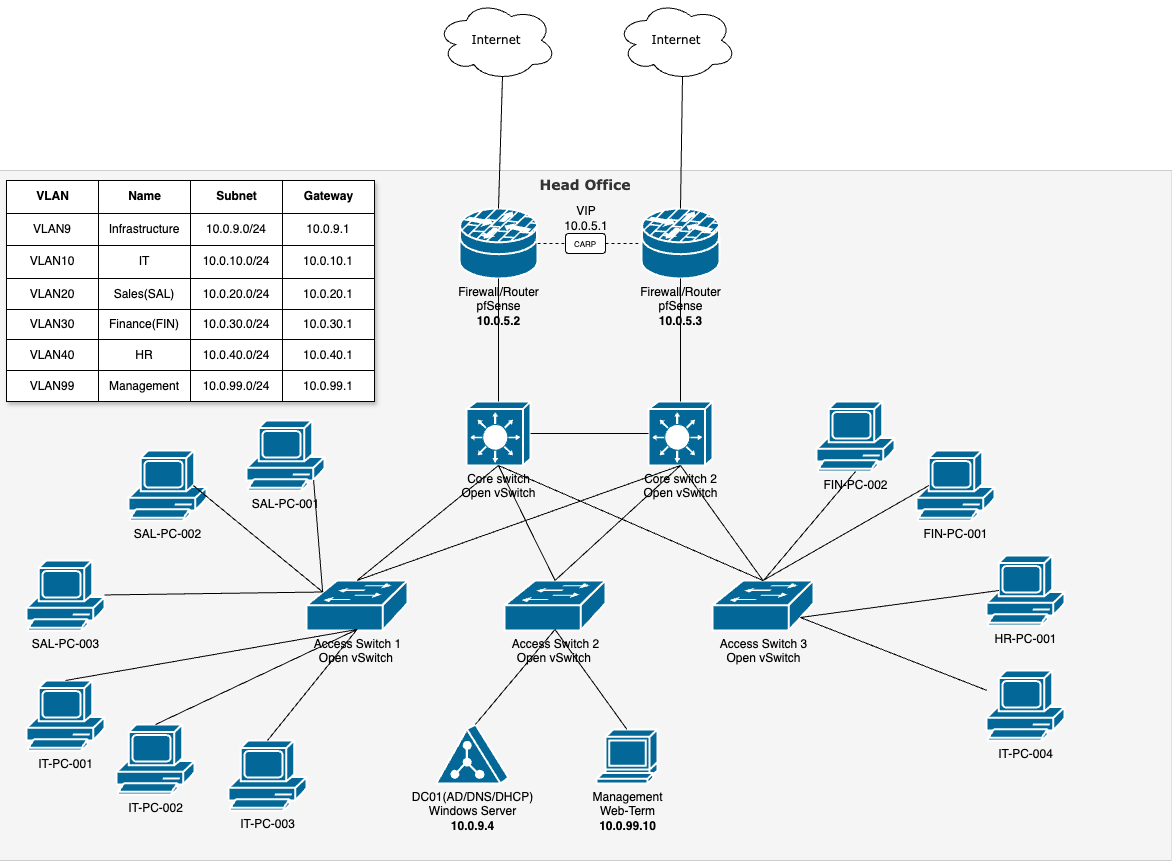 Internet
Internet
Head Office
VLAN Name Subnet Gateway
VLAN9 Infrastructure 10.0.9.0/24 10.0.9.1
VLAN10 IT 10.0.10.0/24 10.0.10.1
VLAN20 Sales(SAL) 10.0.20.0/24 10.0.20.1
VLAN30 Finance(FIN) 10.0.30.0/24 10.0.30.1
VLAN40 HR 10.0.40.0/24 10.0.40.1
VLAN99 Management 10.0.99.0/24 10.0.99.1
VIP
10.0.5.1
CARP
Firewall/Router
pfSense
10.0.5.2
Firewall/Router
pfSense
10.0.5.3
Core switch
Open vSwitch
Core switch 2
Open vSwitch
SAL-PC-001
SAL-PC-002
SAL-PC-003
FIN-PC-002
FIN-PC-001
Access Switch 1
Open vSwitch
Access Switch 2
Open vSwitch
Access Switch 3
Open vSwitch
HR-PC-001
IT-PC-004
IT-PC-001
IT-PC-002
IT-PC-003
DC01(AD/DNS/DHCP)
Windows Server
10.0.9.4
Management
Web-Term
10.0.99.10